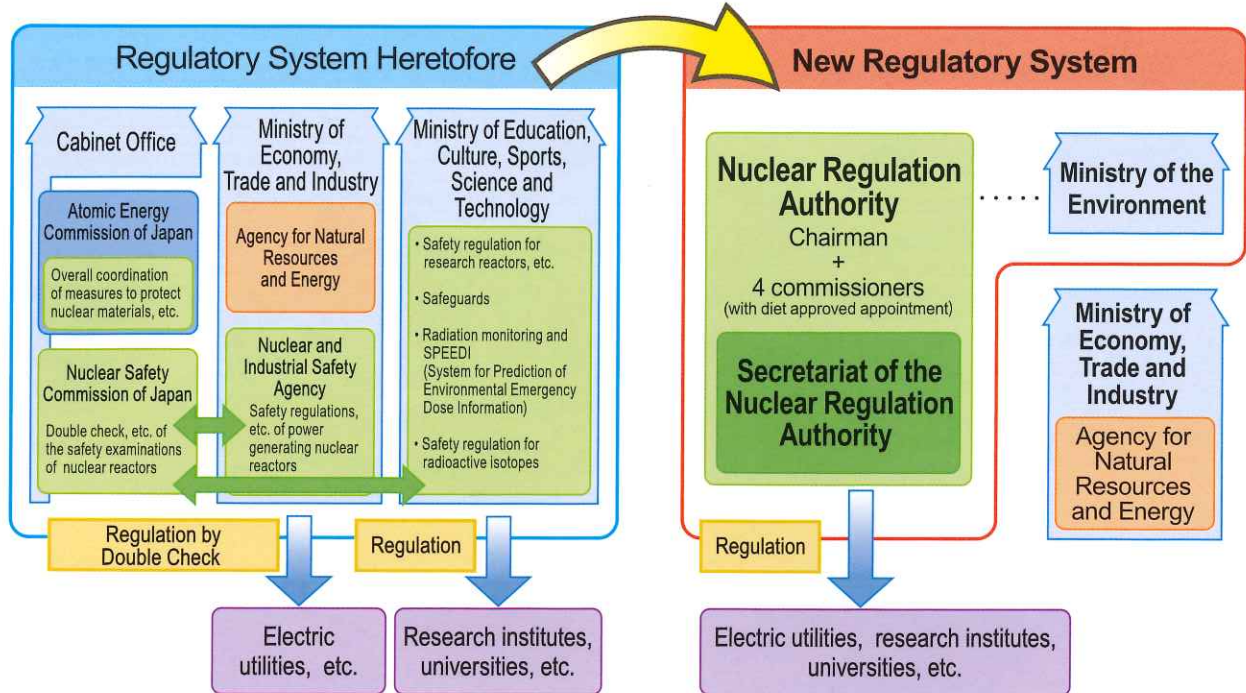 Regulatory System Heretofore
Cabinet Office
Atomic Energy
Commission of Japan
Overall coordination
of measures to protect
nuclear materials, etc.
Nuclear Safety
Commission of Japan
Double check, etc. of
the safety examinations
of nuclear reactors
Ministry of
Economy,
Trade and Industry
Agency for Natural
Resources
and Energy
Nuclear and
Industrial Safety
Agency
Safety regulations,
etc. of power
generating nuclear
reactors
Ministry of Education,
Culture, Sports,
Science and
Technology
• Safety regulation for
research reactors, etc.
• Safeguards
• Radiation monitoring and
SPEEDI
(System for Prediction of
Environmental Emergency
Dose Information)
• Safety regulation for
radioactive isotopes
Regulation by
Double Check
Regulation
Electric
utilities, etc.
Research institutes,
universities, etc.
New Regulatory System
Nuclear Regulation
Authority
Chairman
+
4 commissioners
(with diet approved appointment)
Secretariat of the
Nuclear Regulation
Authority
Ministry of the
Environment
Ministry of
Economy,
Trade and
Industry
Agency for
Natural
Resources
and Energy
Regulation
Electric utilities, research institutes,
universities, etc.